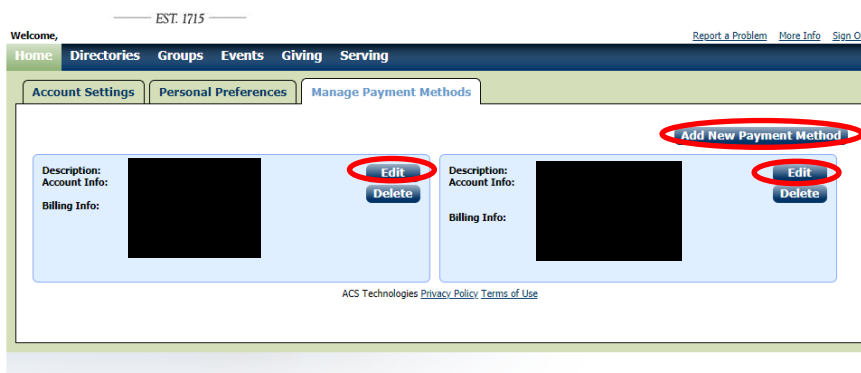 EST. 1715
Welcome,
Report a Problem More Info Sign O
Home Directories Groups Events Giving Serving
Account Settings Personal Preferences Manage Payment Methods
Add New Payment Method
Description: Edit Description: Edit
Account Info: Account Info:
Delete Delete
Billing Info: Billing Info:
ACS Technologies Privacy Policy Terms of Use